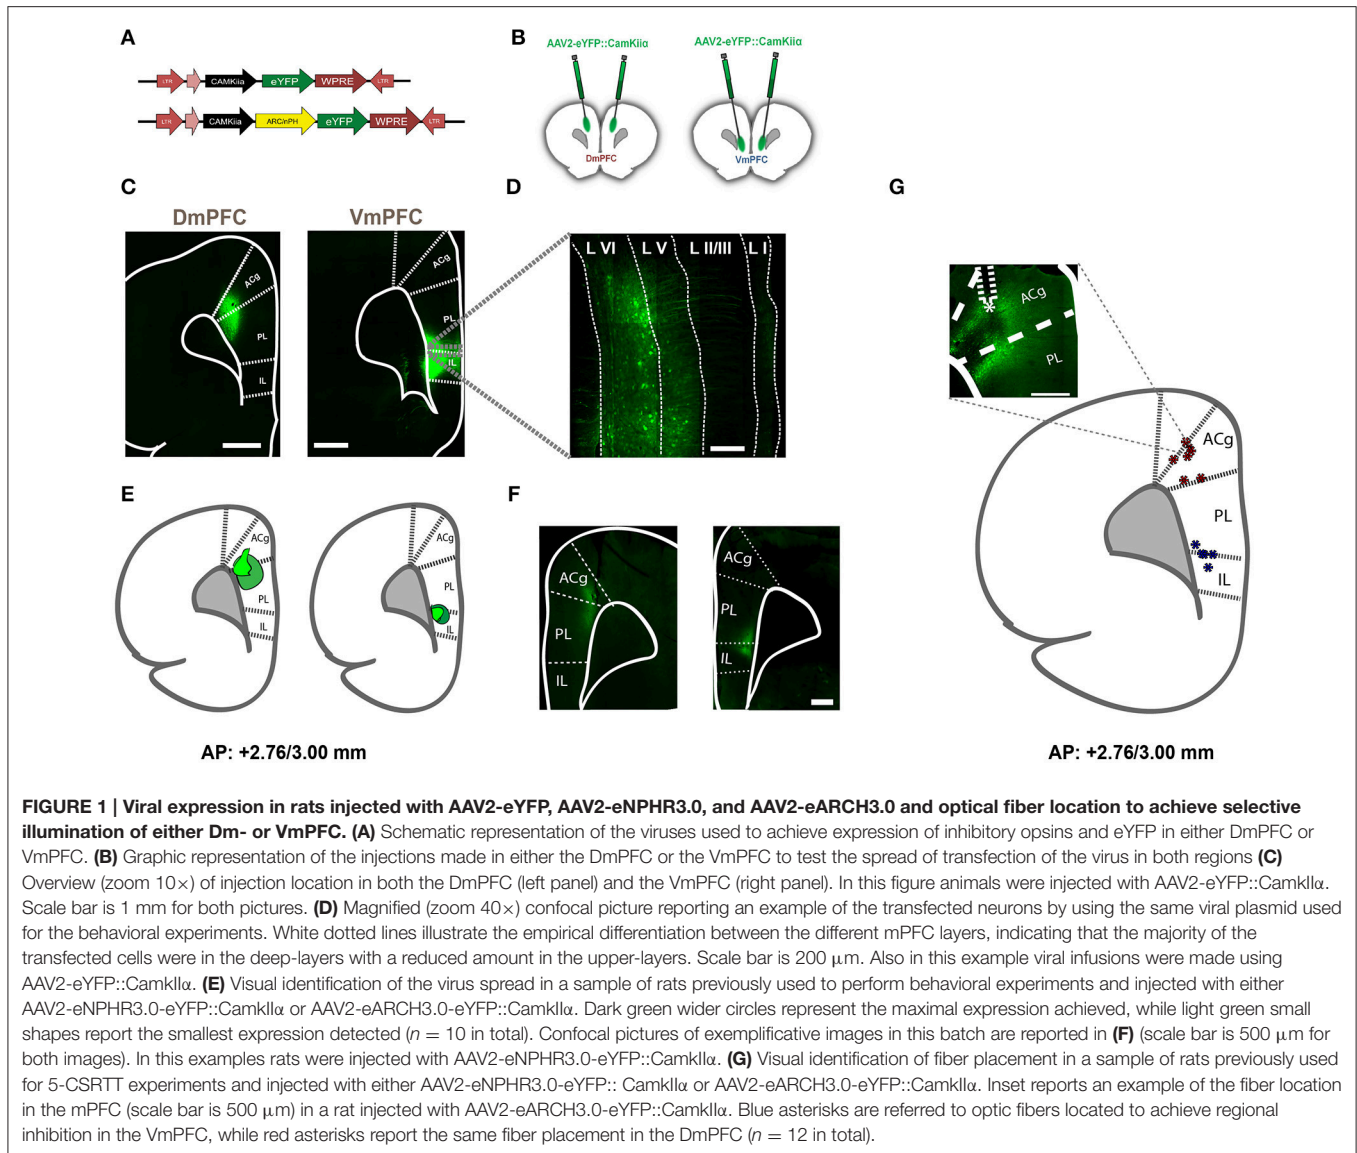 A
LTR CAMKiia eYFP WPRE LTR
LTR CAMKiia ARC/nPH eYFP WPRE LTR
B
AAV2-eYFP::CamKiiα AAV2-eYFP::CamKiiα
DmPFC VmPFC
C
DmPFC VmPFC
ACg
PL
IL
ACg
PL
IL
D
L VI L V L II/III L I
E
ACg
PL
IL
ACg
PL
IL
AP: +2.76/3.00 mm
F
ACg
PL
IL
ACg
PL
IL
G
ACg
PL
ACg
PL
IL
AP: +2.76/3.00 mm
FIGURE 1 | Viral expression in rats injected with AAV2-eYFP, AAV2-eNPHR3.0, and AAV2-eARCH3.0 and optical fiber location to achieve selective
illumination of either Dm- or VmPFC. (A) Schematic representation of the viruses used to achieve expression of inhibitory opsins and eYFP in either DmPFC or
VmPFC. (B) Graphic representation of the injections made in either the DmPFC or the VmPFC to test the spread of transfection of the virus in both regions (C)
Overview (zoom 10×) of injection location in both the DmPFC (left panel) and the VmPFC (right panel). In this figure animals were injected with AAV2-eYFP::CamkIIα.
Scale bar is 1 mm for both pictures. (D) Magnified (zoom 40×) confocal picture reporting an example of the transfected neurons by using the same viral plasmid used
for the behavioral experiments. White dotted lines illustrate the empirical differentiation between the different mPFC layers, indicating that the majority of the
transfected cells were in the deep-layers with a reduced amount in the upper-layers. Scale bar is 200 μm. Also in this example viral infusions were made using
AAV2-eYFP::CamkIIα. (E) Visual identification of the virus spread in a sample of rats previously used to perform behavioral experiments and injected with either
AAV2-eNPHR3.0-eYFP::CamkIIα or AAV2-eARCH3.0-eYFP::CamkIIα. Dark green wider circles represent the maximal expression achieved, while light green small
shapes report the smallest expression detected (n = 10 in total). Confocal pictures of exemplificative images in this batch are reported in (F) (scale bar is 500 μm for
both images). In this examples rats were injected with AAV2-eNPHR3.0-eYFP::CamkIIα. (G) Visual identification of fiber placement in a sample of rats previously used
for 5-CSRTT experiments and injected with either AAV2-eNPHR3.0-eYFP:: CamkIIα or AAV2-eARCH3.0-eYFP::CamkIIα. Inset reports an example of the fiber location
in the mPFC (scale bar is 500 μm) in a rat injected with AAV2-eARCH3.0-eYFP::CamkIIα. Blue asterisks are referred to optic fibers located to achieve regional
inhibition in the VmPFC, while red asterisks report the same fiber placement in the DmPFC (n = 12 in total).